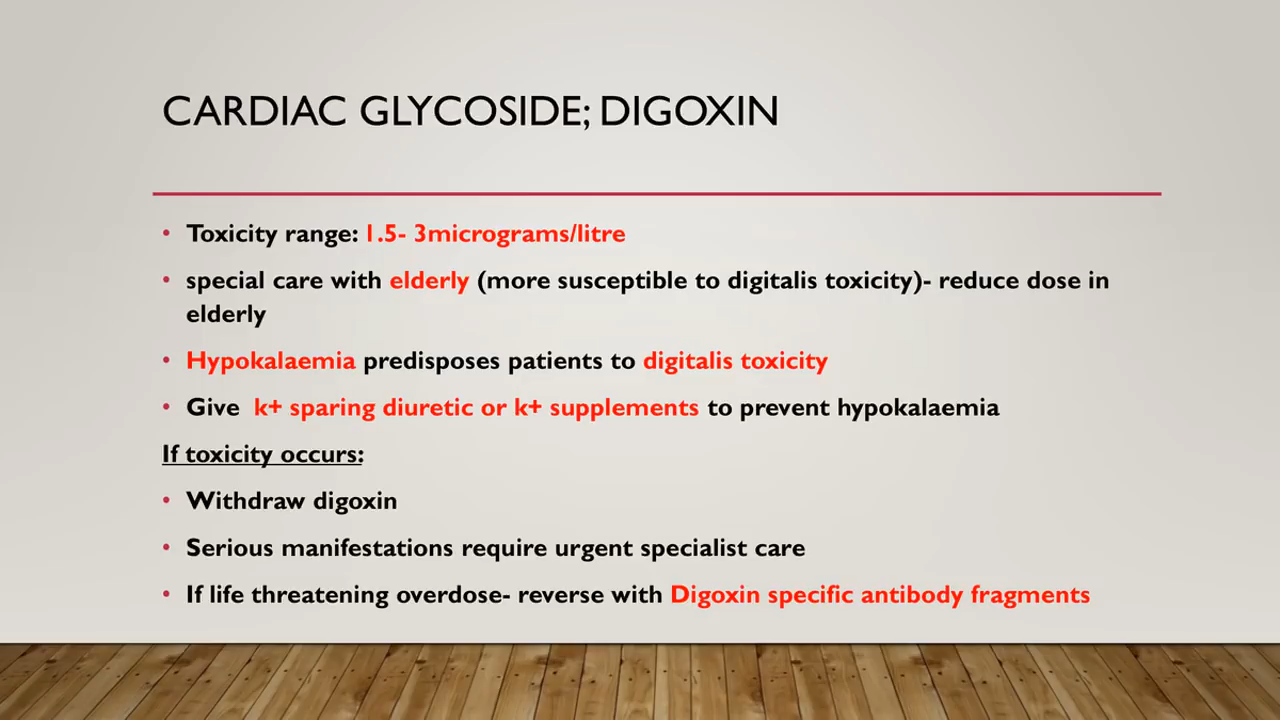 CARDIAC GLYCOSIDE; DIGOXIN
• Toxicity range: 1.5- 3micrograms/litre
• special care with elderly (more susceptible to digitalis toxicity)- reduce dose in
elderly
• Hypokalaemia predisposes patients to digitalis toxicity
• Give k+ sparing diuretic or k+ supplements to prevent hypokalaemia
If toxicity occurs:
• Withdraw digoxin
• Serious manifestations require urgent specialist care
• If life threatening overdose- reverse with Digoxin specific antibody fragments